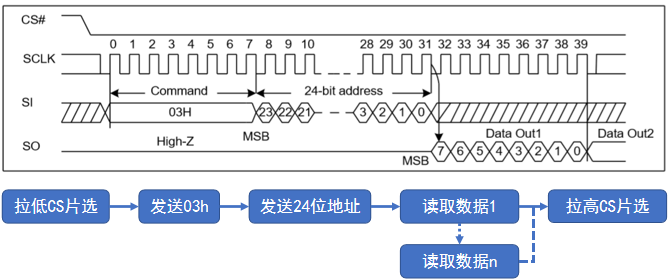 CS#
0 1 2 3 4 5 6 7 8 9 10 28 29 30 31 32 33 34 35 36 37 38 39
SCLK
Command 24-bit address
SI 03H 23 22 21 3 2 1 0
MSB
High-Z Data Out1 Data Out2
SO 7 6 5 4 3 2 1 0
MSB
拉低CS片选 发送03h 发送24位地址 读取数据1 拉高CS片选
读取数据n